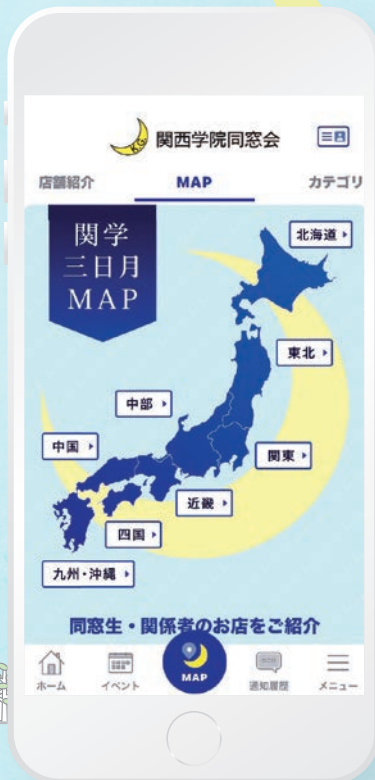 K.G.
関西学院同窓会
店舗紹介
MAP
カテゴリ
関学
三日月
MAP
北海道
東北
中部
中国
関東
近畿
四国
九州・沖縄
同窓生・関係者のお店をご紹介
ホーム
イベント
MAP
通知履歴
メニュー